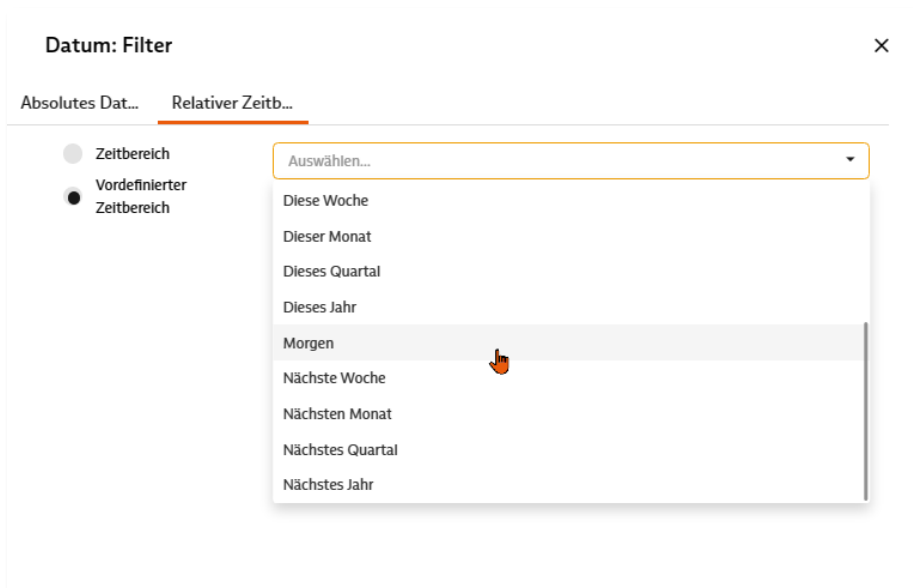 Datum: Filter
Absolutes Dat...
Relativer Zeitb...
Zeitbereich
Auswählen...
Vordefinierter
Zeitbereich
Diese Woche
Dieser Monat
Dieses Quartal
Dieses Jahr
Morgen
Nächste Woche
Nächsten Monat
Nächstes Quartal
Nächstes Jahr